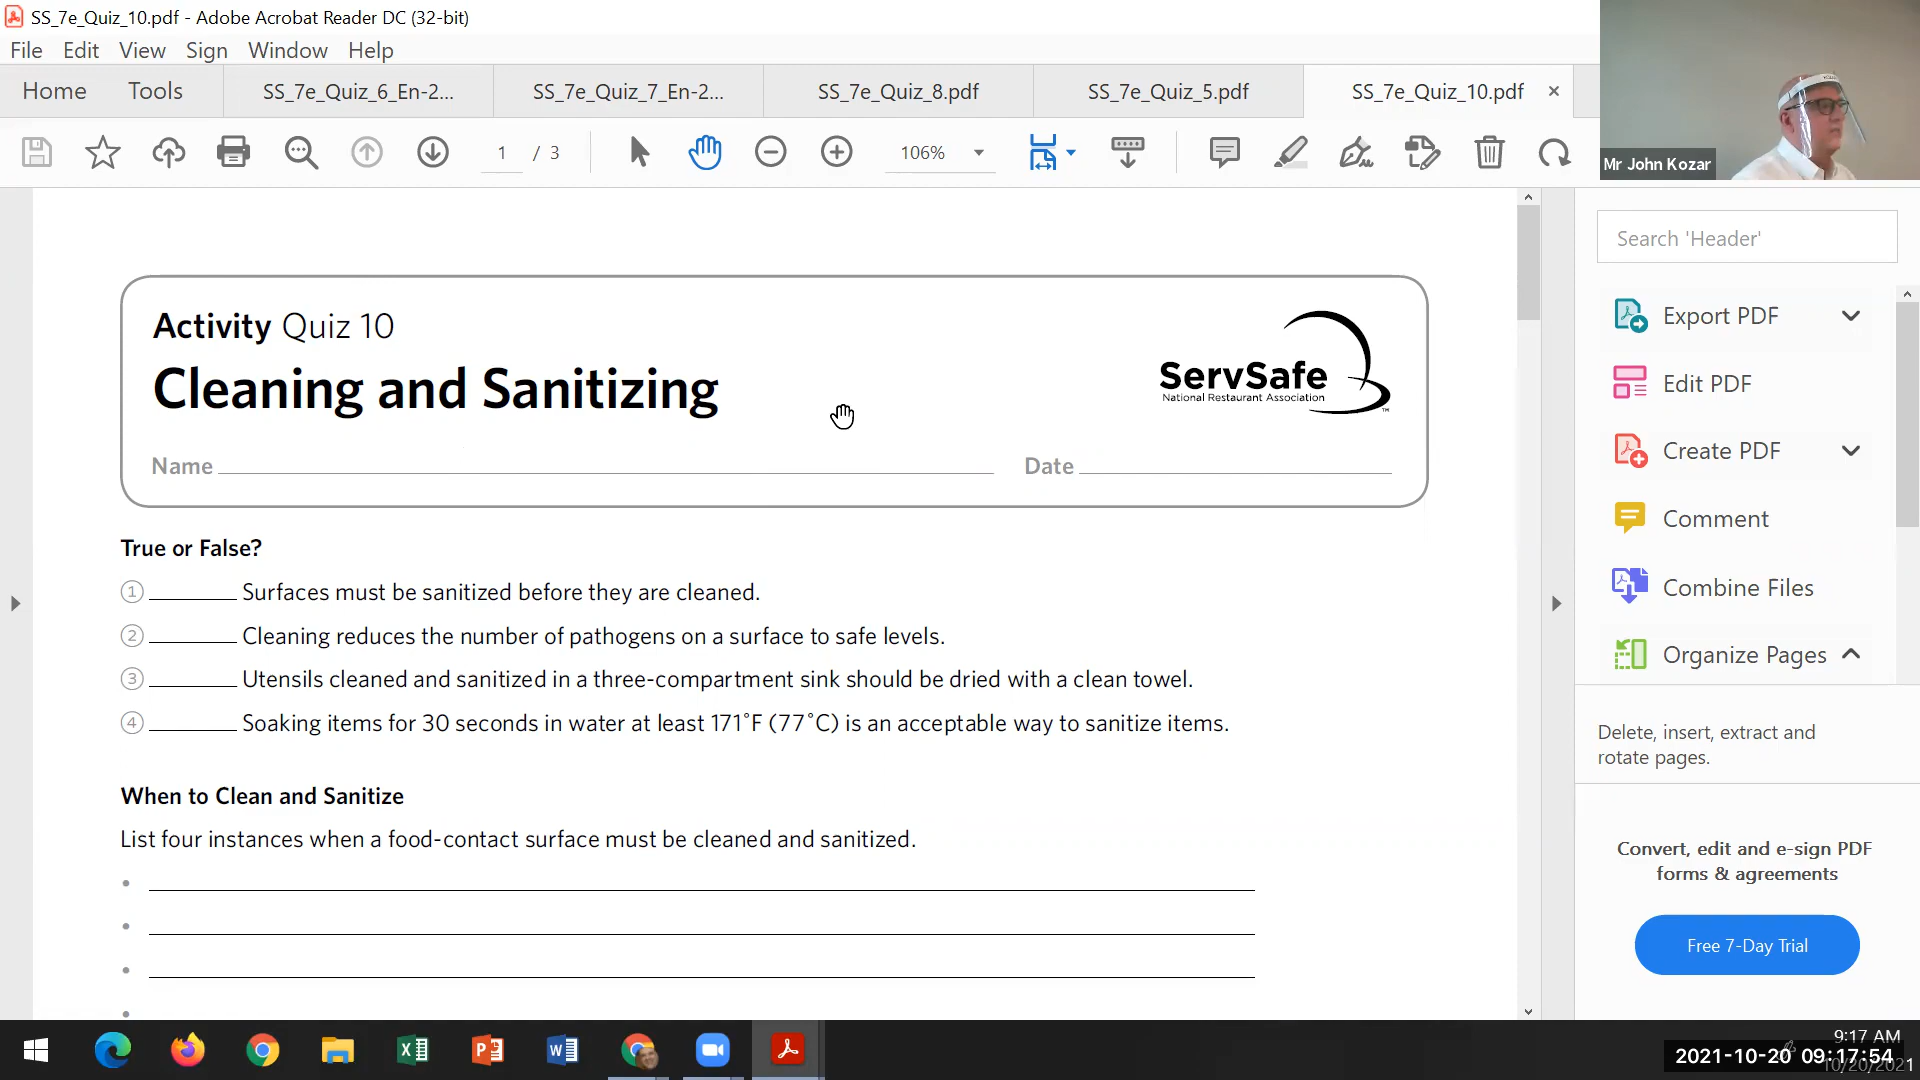 SS_7e_Quiz_10.pdf - Adobe Acrobat Reader DC (32-bit)
File Edit View Sign Window Help
Home Tools SS_7e_Quiz_6_En-2... SS_7e_Quiz_7_En-2... SS_7e_Quiz_8.pdf SS_7e_Quiz_5.pdf SS_7e_Quiz_10.pdf ×
1 / 3 106%
Mr John Kozar
Search 'Header'
Export PDF
Edit PDF
Create PDF
Comment
Combine Files
Organize Pages
Delete, insert, extract and
rotate pages.
Convert, edit and e-sign PDF
forms & agreements
Free 7-Day Trial
Activity Quiz 10
Cleaning and Sanitizing
ServSafe
National Restaurant Association
TM
Name Date
True or False?
1 Surfaces must be sanitized before they are cleaned.
2 Cleaning reduces the number of pathogens on a surface to safe levels.
3 Utensils cleaned and sanitized in a three-compartment sink should be dried with a clean towel.
4 Soaking items for 30 seconds in water at least 171˚F (77˚C) is an acceptable way to sanitize items.
When to Clean and Sanitize
List four instances when a food-contact surface must be cleaned and sanitized.
•
•
•
•
9:17 AM
2021-10-20 09:17:54
10/20/2021